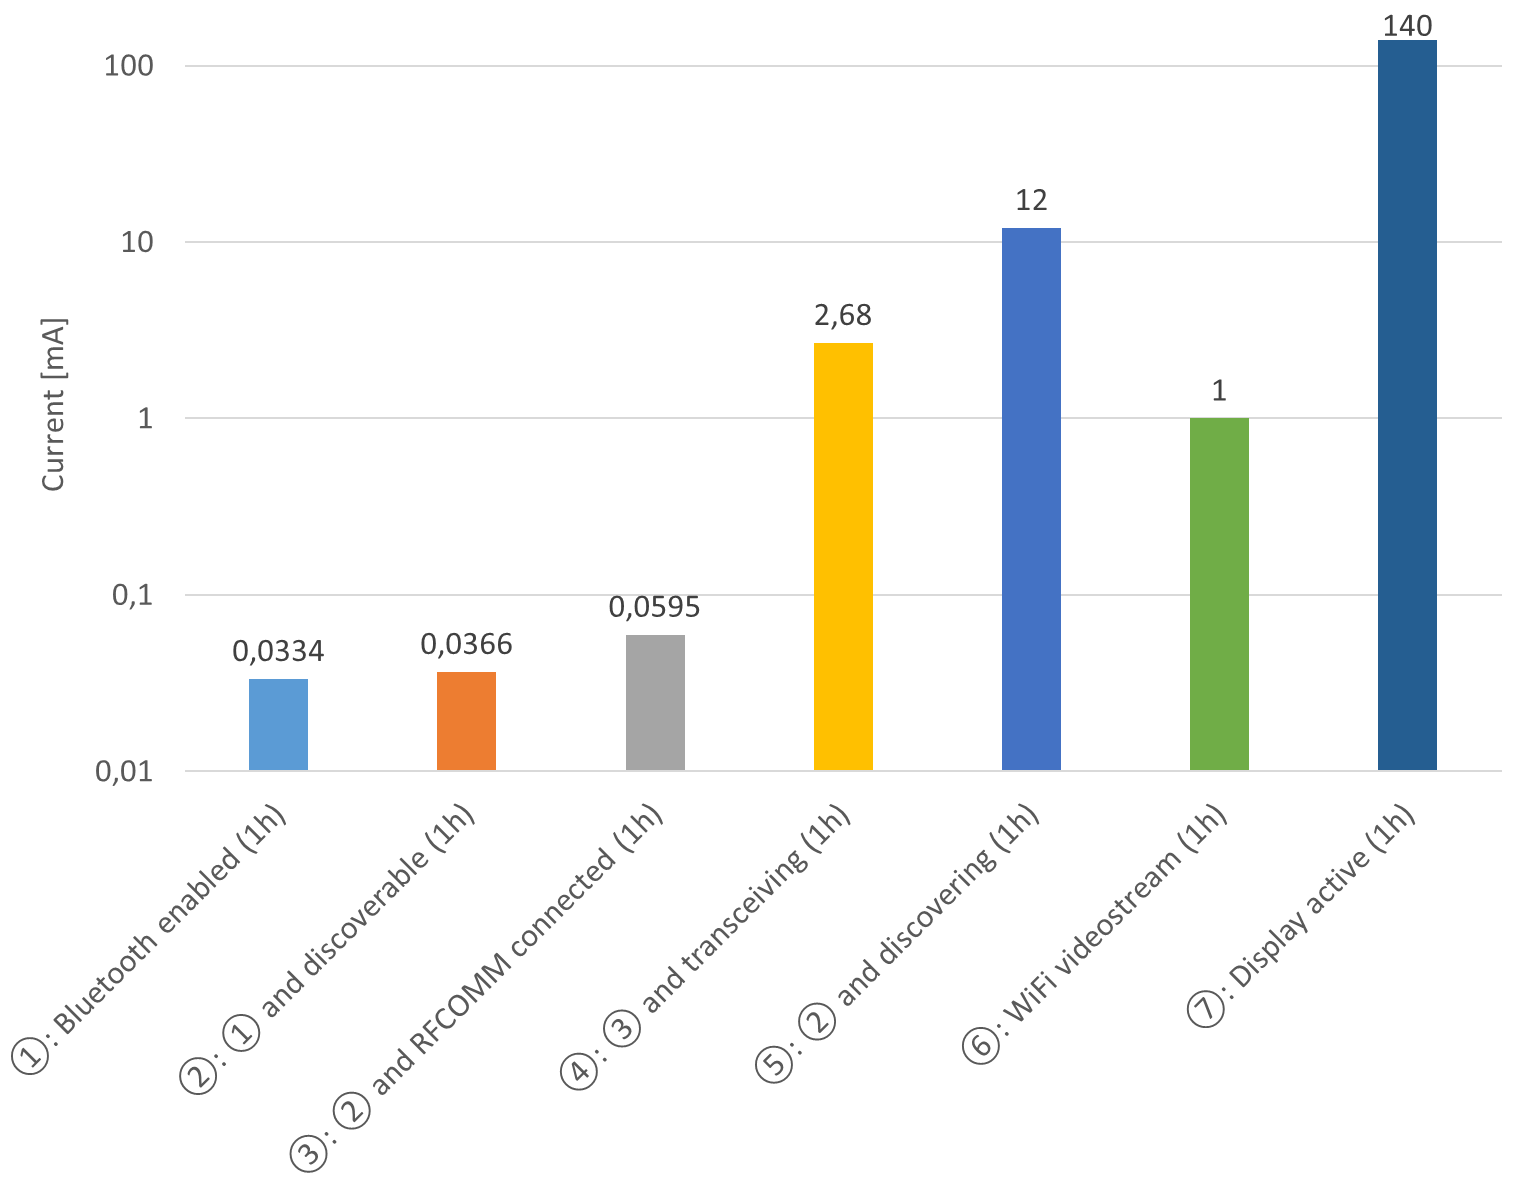 140
100
12
10
2,68
Current [mA]
1
1
0,1
0,0595
0,0366
0,0334
0,01
①: Bluetooth enabled (1h)
②: ① and discoverable (1h)
③: ② and RFCOMM connected (1h)
④: ③ and transceiving (1h)
⑤: ② and discovering (1h)
⑥: WiFi videostream (1h)
⑦: Display active (1h)